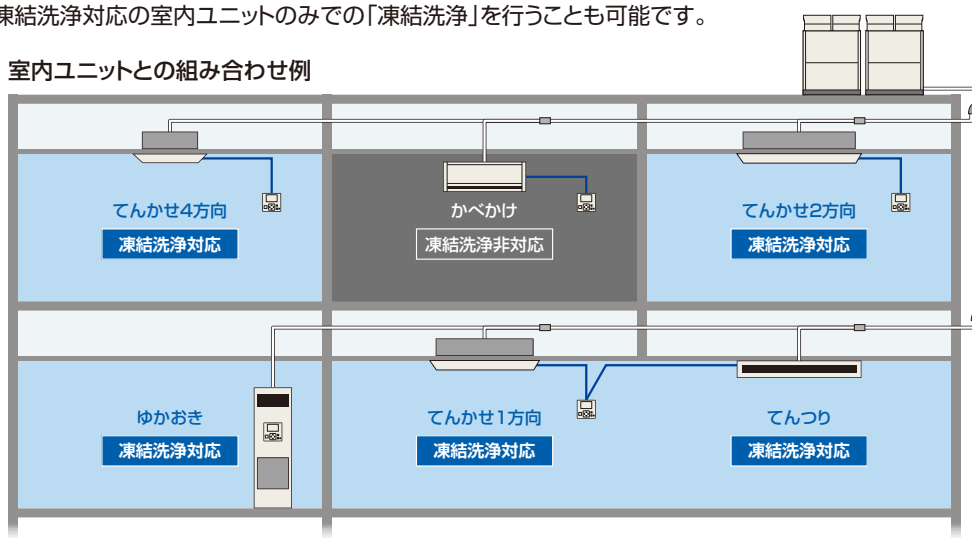 凍結洗浄対応の室内ユニットのみでの「凍結洗浄」を行うことも可能です。
室内ユニットとの組み合わせ例
てんかせ4方向
凍結洗浄対応
かべかけ
凍結洗浄非対応
てんかせ2方向
凍結洗浄対応
ゆかおき
凍結洗浄対応
てんかせ1方向
凍結洗浄対応
てんつり
凍結洗浄対応